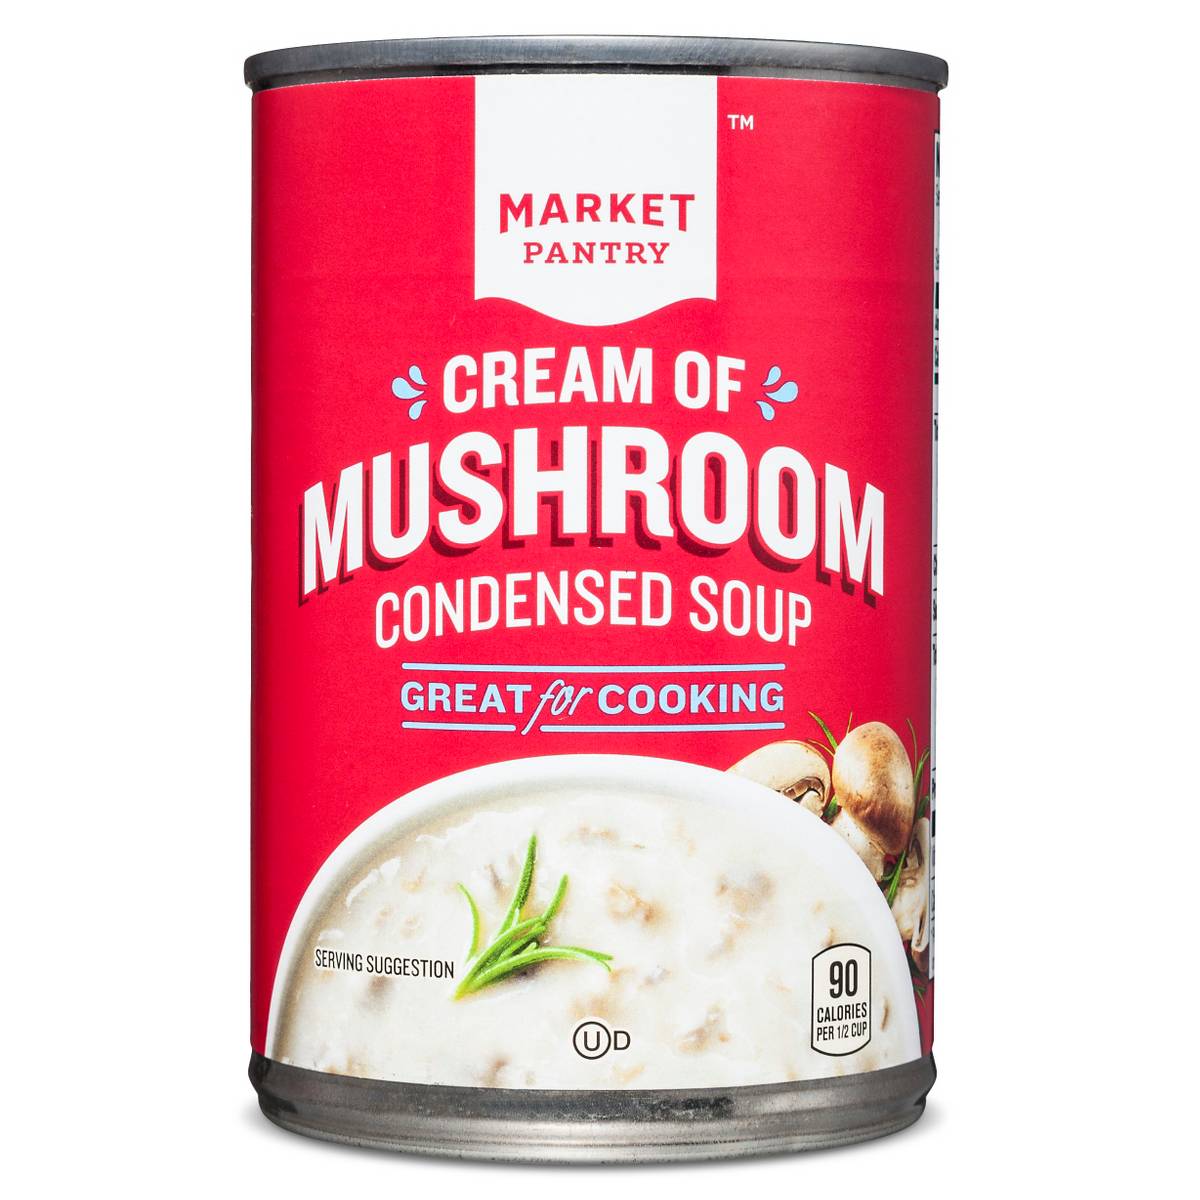 MARKET
PANTRY
™
CREAM OF
MUSHROOM
CONDENSED SOUP
GREAT for COOKING
SERVING SUGGESTION
90
CALORIES
PER 1/2 CUP
Ⓤ D